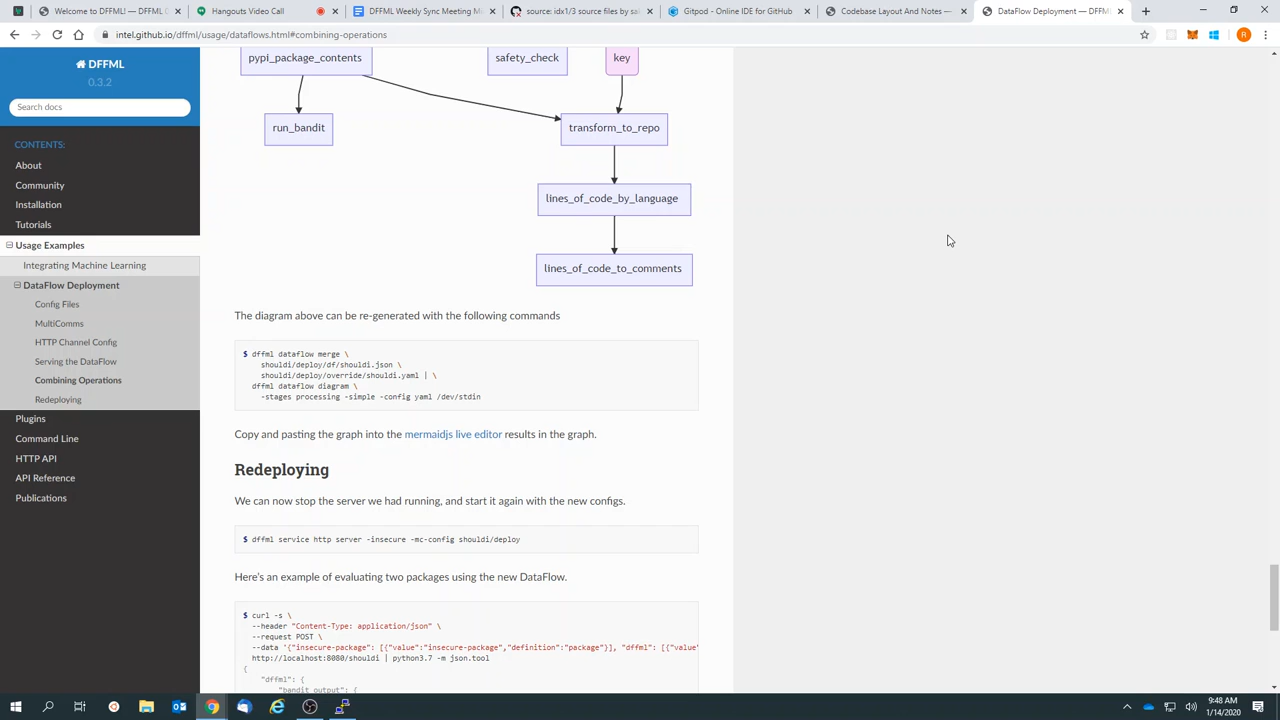 Welcome to DFFML! — DFFML C
Hangouts Video Call
DFFML Weekly Sync Meeting M
source: idx1/3 source files by sal
Gitpod - Online IDE for GitHub
Codebase Layout And Notes —
DataFlow Deployment — DFFML
intel.github.io/dffml/usage/dataflows.html#combining-operations
R
DFFML
0.3.2
Search docs
CONTENTS:
About
Community
Installation
Tutorials
Usage Examples
Integrating Machine Learning
DataFlow Deployment
Config Files
MultiComms
HTTP Channel Config
Serving the DataFlow
Combining Operations
Redeploying
Plugins
Command Line
HTTP API
API Reference
Publications
pypi_package_contents
safety_check
key
run_bandit
transform_to_repo
lines_of_code_by_language
lines_of_code_to_comments
The diagram above can be re-generated with the following commands
$ dffml dataflow merge \
shouldi/deploy/df/shouldi.json \
shouldi/deploy/override/shouldi.yaml | \
dffml dataflow diagram \
-stages processing -simple -config yaml /dev/stdin
Copy and pasting the graph into the mermaidjs live editor results in the graph.
Redeploying
We can now stop the server we had running, and start it again with the new configs.
$ dffml service http server -insecure -mc-config shouldi/deploy
Here's an example of evaluating two packages using the new DataFlow.
$ curl -s \
--header "Content-Type: application/json" \
--request POST \
--data '{"insecure-package": [{"value":"insecure-package","definition":"package"}], "dffml": [{"value"
http://localhost:8080/shouldi | python3.7 -m json.tool
{
"dffml": {
"bandit_output": {
9:48 AM
1/14/2020